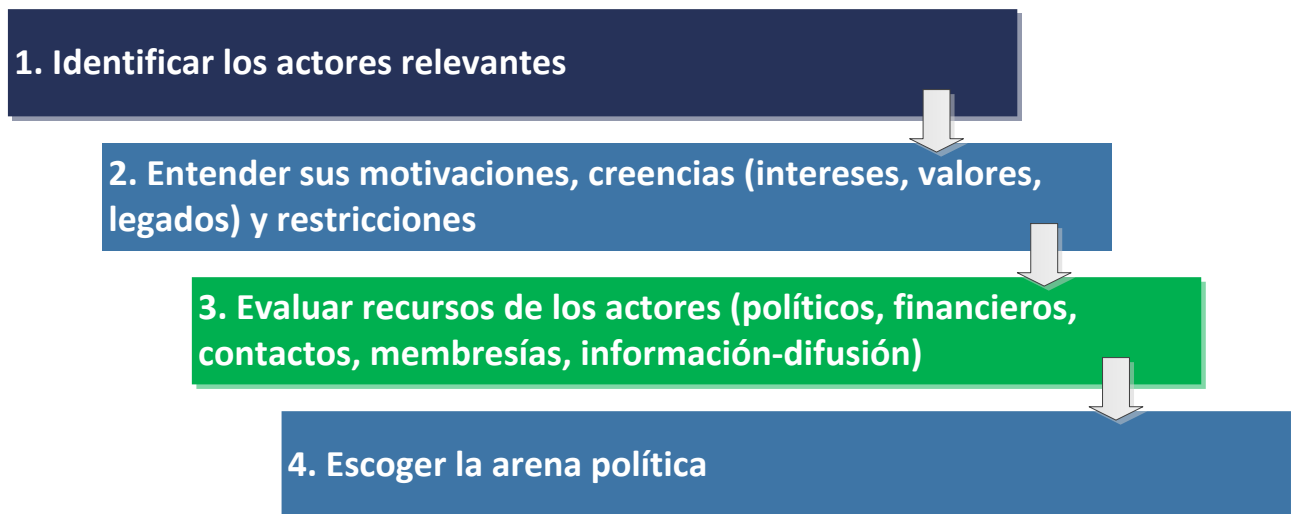 1. Identificar los actores relevantes
2. Entender sus motivaciones, creencias (intereses, valores,
legados) y restricciones
3. Evaluar recursos de los actores (políticos, financieros,
contactos, membresías, información-difusión)
4. Escoger la arena política